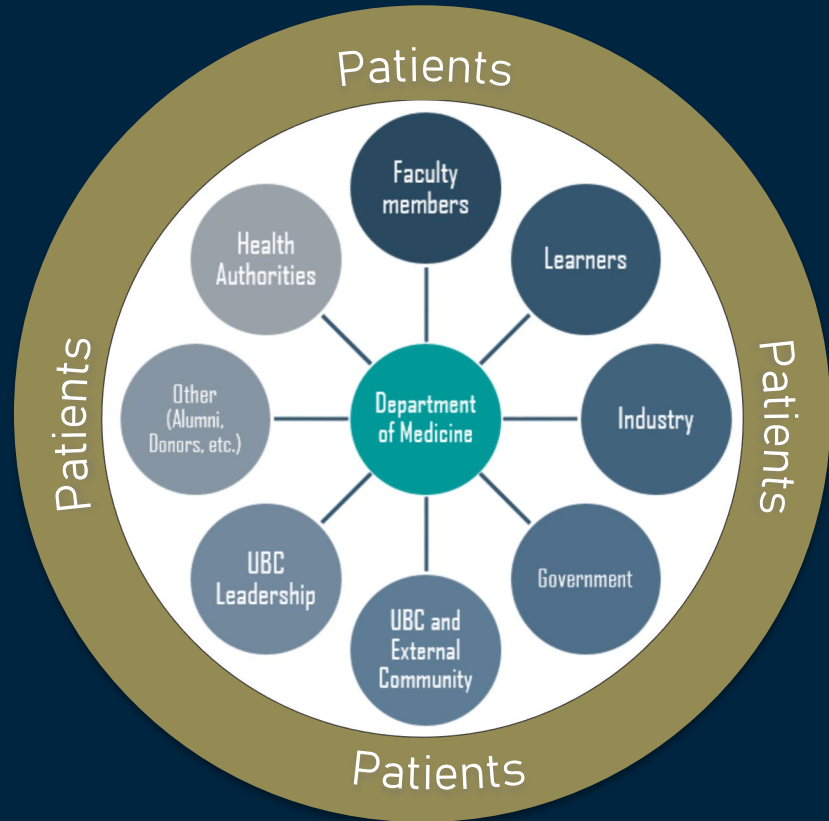 Patients
Faculty
members
Health
Authorities
Learners
Patients
Other
(Alumni,
Donors, etc.)
Department
of Medicine
Industry
Patients
UBC
Leadership
Government
UBC and
External
Community
Patients